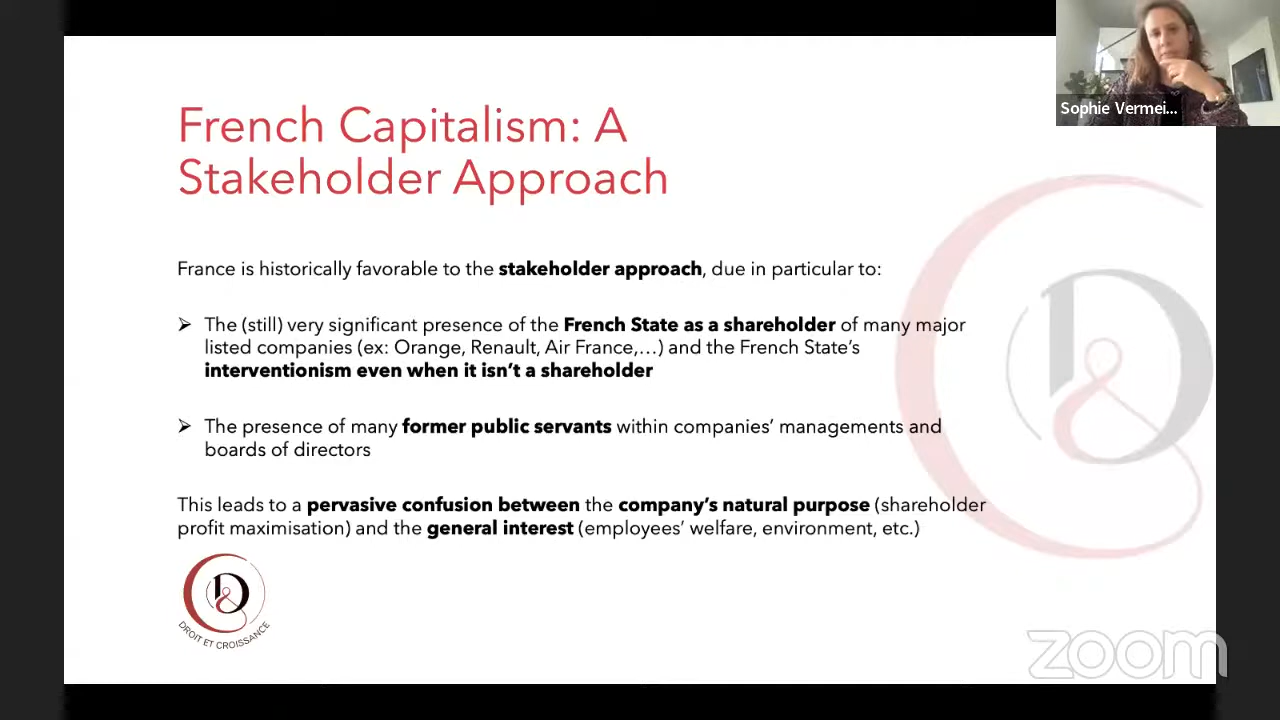 Sophie Vermei...
French Capitalism: A
Stakeholder Approach
France is historically favorable to the stakeholder approach, due in particular to:
➢ The (still) very significant presence of the French State as a shareholder of many major
listed companies (ex: Orange, Renault, Air France,...) and the French State's
interventionism even when it isn't a shareholder
➢ The presence of many former public servants within companies' managements and
boards of directors
This leads to a pervasive confusion between the company's natural purpose (shareholder
profit maximisation) and the general interest (employees' welfare, environment, etc.)
D&C
DROIT ET CROISSANCE
zoom